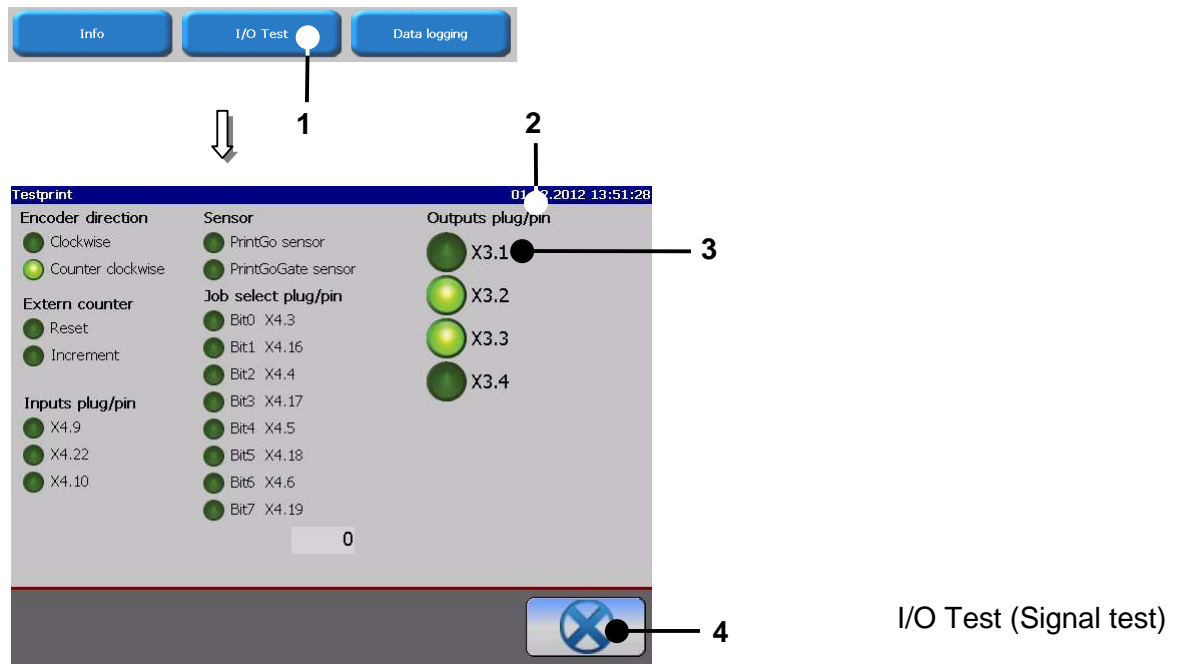 Info
I/O Test
Data logging
1
2
Testprint
01 2.2012 13:51:28
Encoder direction
Clockwise
Counter clockwise
Extern counter
Reset
Increment
Inputs plug/pin
X4.9
X4.22
X4.10
Sensor
PrintGo sensor
PrintGoGate sensor
Job select plug/pin
Bit0 X4.3
Bit1 X4.16
Bit2 X4.4
Bit3 X4.17
Bit4 X4.5
Bit5 X4.18
Bit6 X4.6
Bit7 X4.19
0
Outputs plug/pin
X3.1
X3.2
X3.3
X3.4
3
4
I/O Test (Signal test)